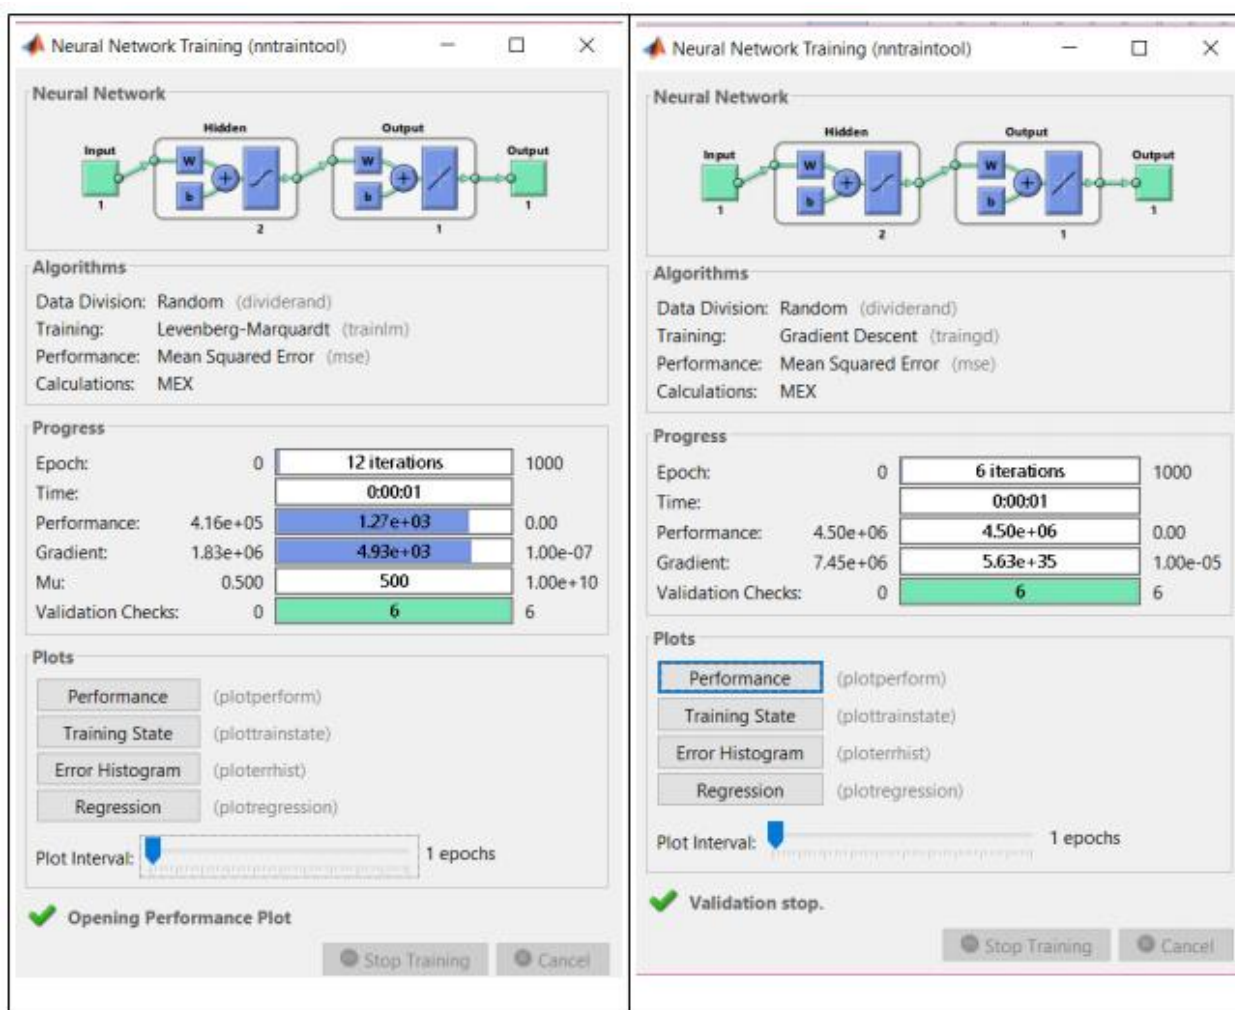 Neural Network Training (nntraintool)
Neural Network
Hidden
Output
Input
W
b
+
W
b
+
Output
1
2
1
1
Algorithms
Data Division: Random (dividerand)
Training: Levenberg-Marquardt (trainlm)
Performance: Mean Squared Error (mse)
Calculations: MEX
Progress
Epoch: 0 12 iterations 1000
Time: 0:00:01
Performance: 4.16e+05 1.27e+03 0.00
Gradient: 1.83e+06 4.93e+03 1.00e-07
Mu: 0.500 500 1.00e+10
Validation Checks: 0 6 6
Plots
Performance (plotperform)
Training State (plottrainstate)
Error Histogram (ploterrhist)
Regression (plotregression)
Plot Interval: 1 epochs
Opening Performance Plot
Stop Training Cancel
Neural Network Training (nntraintool)
Neural Network
Hidden
Output
Input
W
b
+
W
b
+
Output
1
2
1
1
Algorithms
Data Division: Random (dividerand)
Training: Gradient Descent (traingd)
Performance: Mean Squared Error (mse)
Calculations: MEX
Progress
Epoch: 0 6 iterations 1000
Time: 0:00:01
Performance: 4.50e+06 4.50e+06 0.00
Gradient: 7.45e+06 5.63e+35 1.00e-05
Validation Checks: 0 6 6
Plots
Performance (plotperform)
Training State (plottrainstate)
Error Histogram (ploterrhist)
Regression (plotregression)
Plot Interval: 1 epochs
Validation stop.
Stop Training Cancel